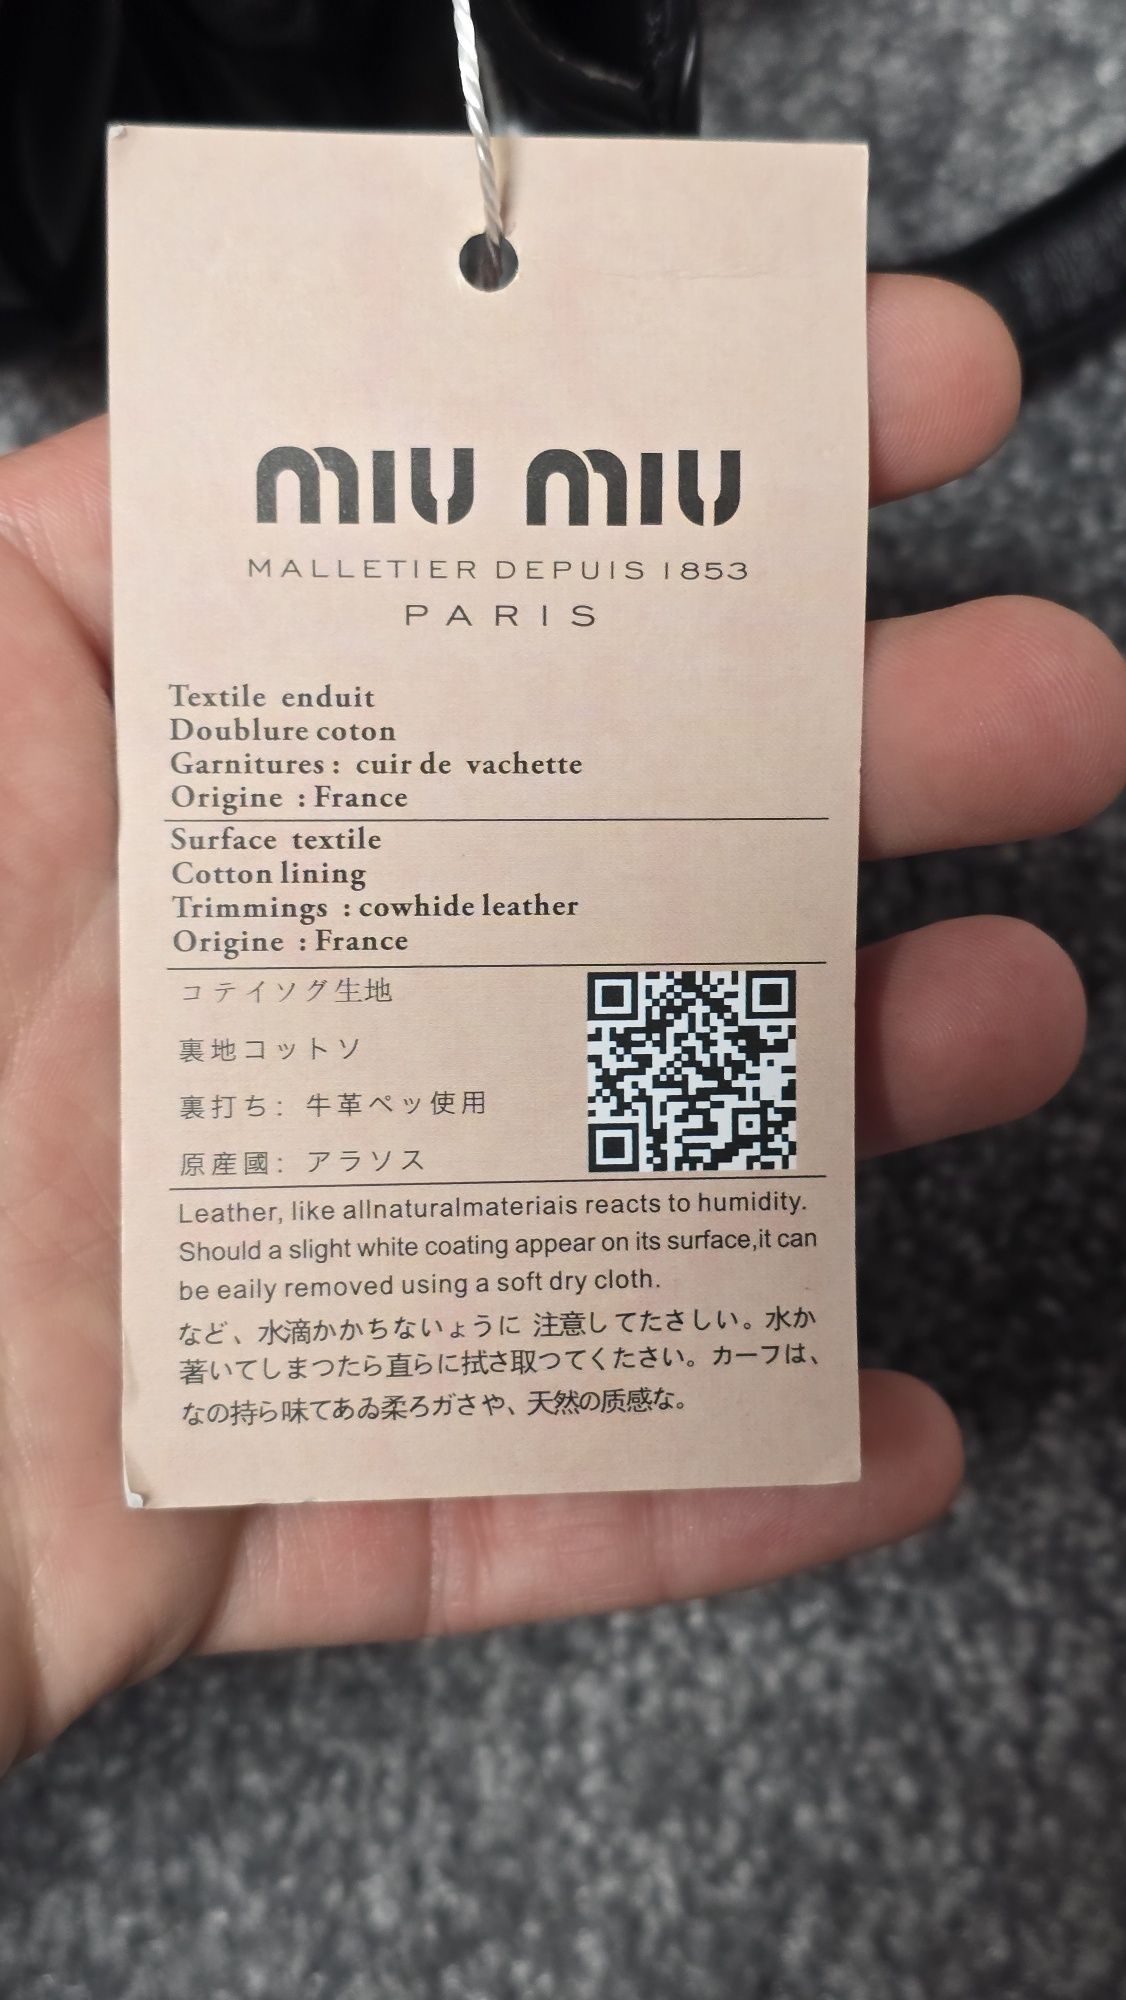 miu miu
MALLETIER DEPUIS 1853
PARIS
Textile enduit
Doublure coton
Garnitures : cuir de vachette
Origine : France
Surface textile
Cotton lining
Trimmings : cowhide leather
Origine : France
コテイソグ生地
裏地コットソ
裏打ち: 牛革ペッ使用
原産國: アラソス
Leather, like allnaturalmateriais reacts to humidity.
Should a slight white coating appear on its surface,it can
be eaily removed using a soft dry cloth.
など、水滴かかちないょうに 注意してたさしい。水か
著いてしまつたら直らに拭さ取つてくたさい。カーフは、
なの持ら味てあゐ柔ろガさや、天然の质感な。